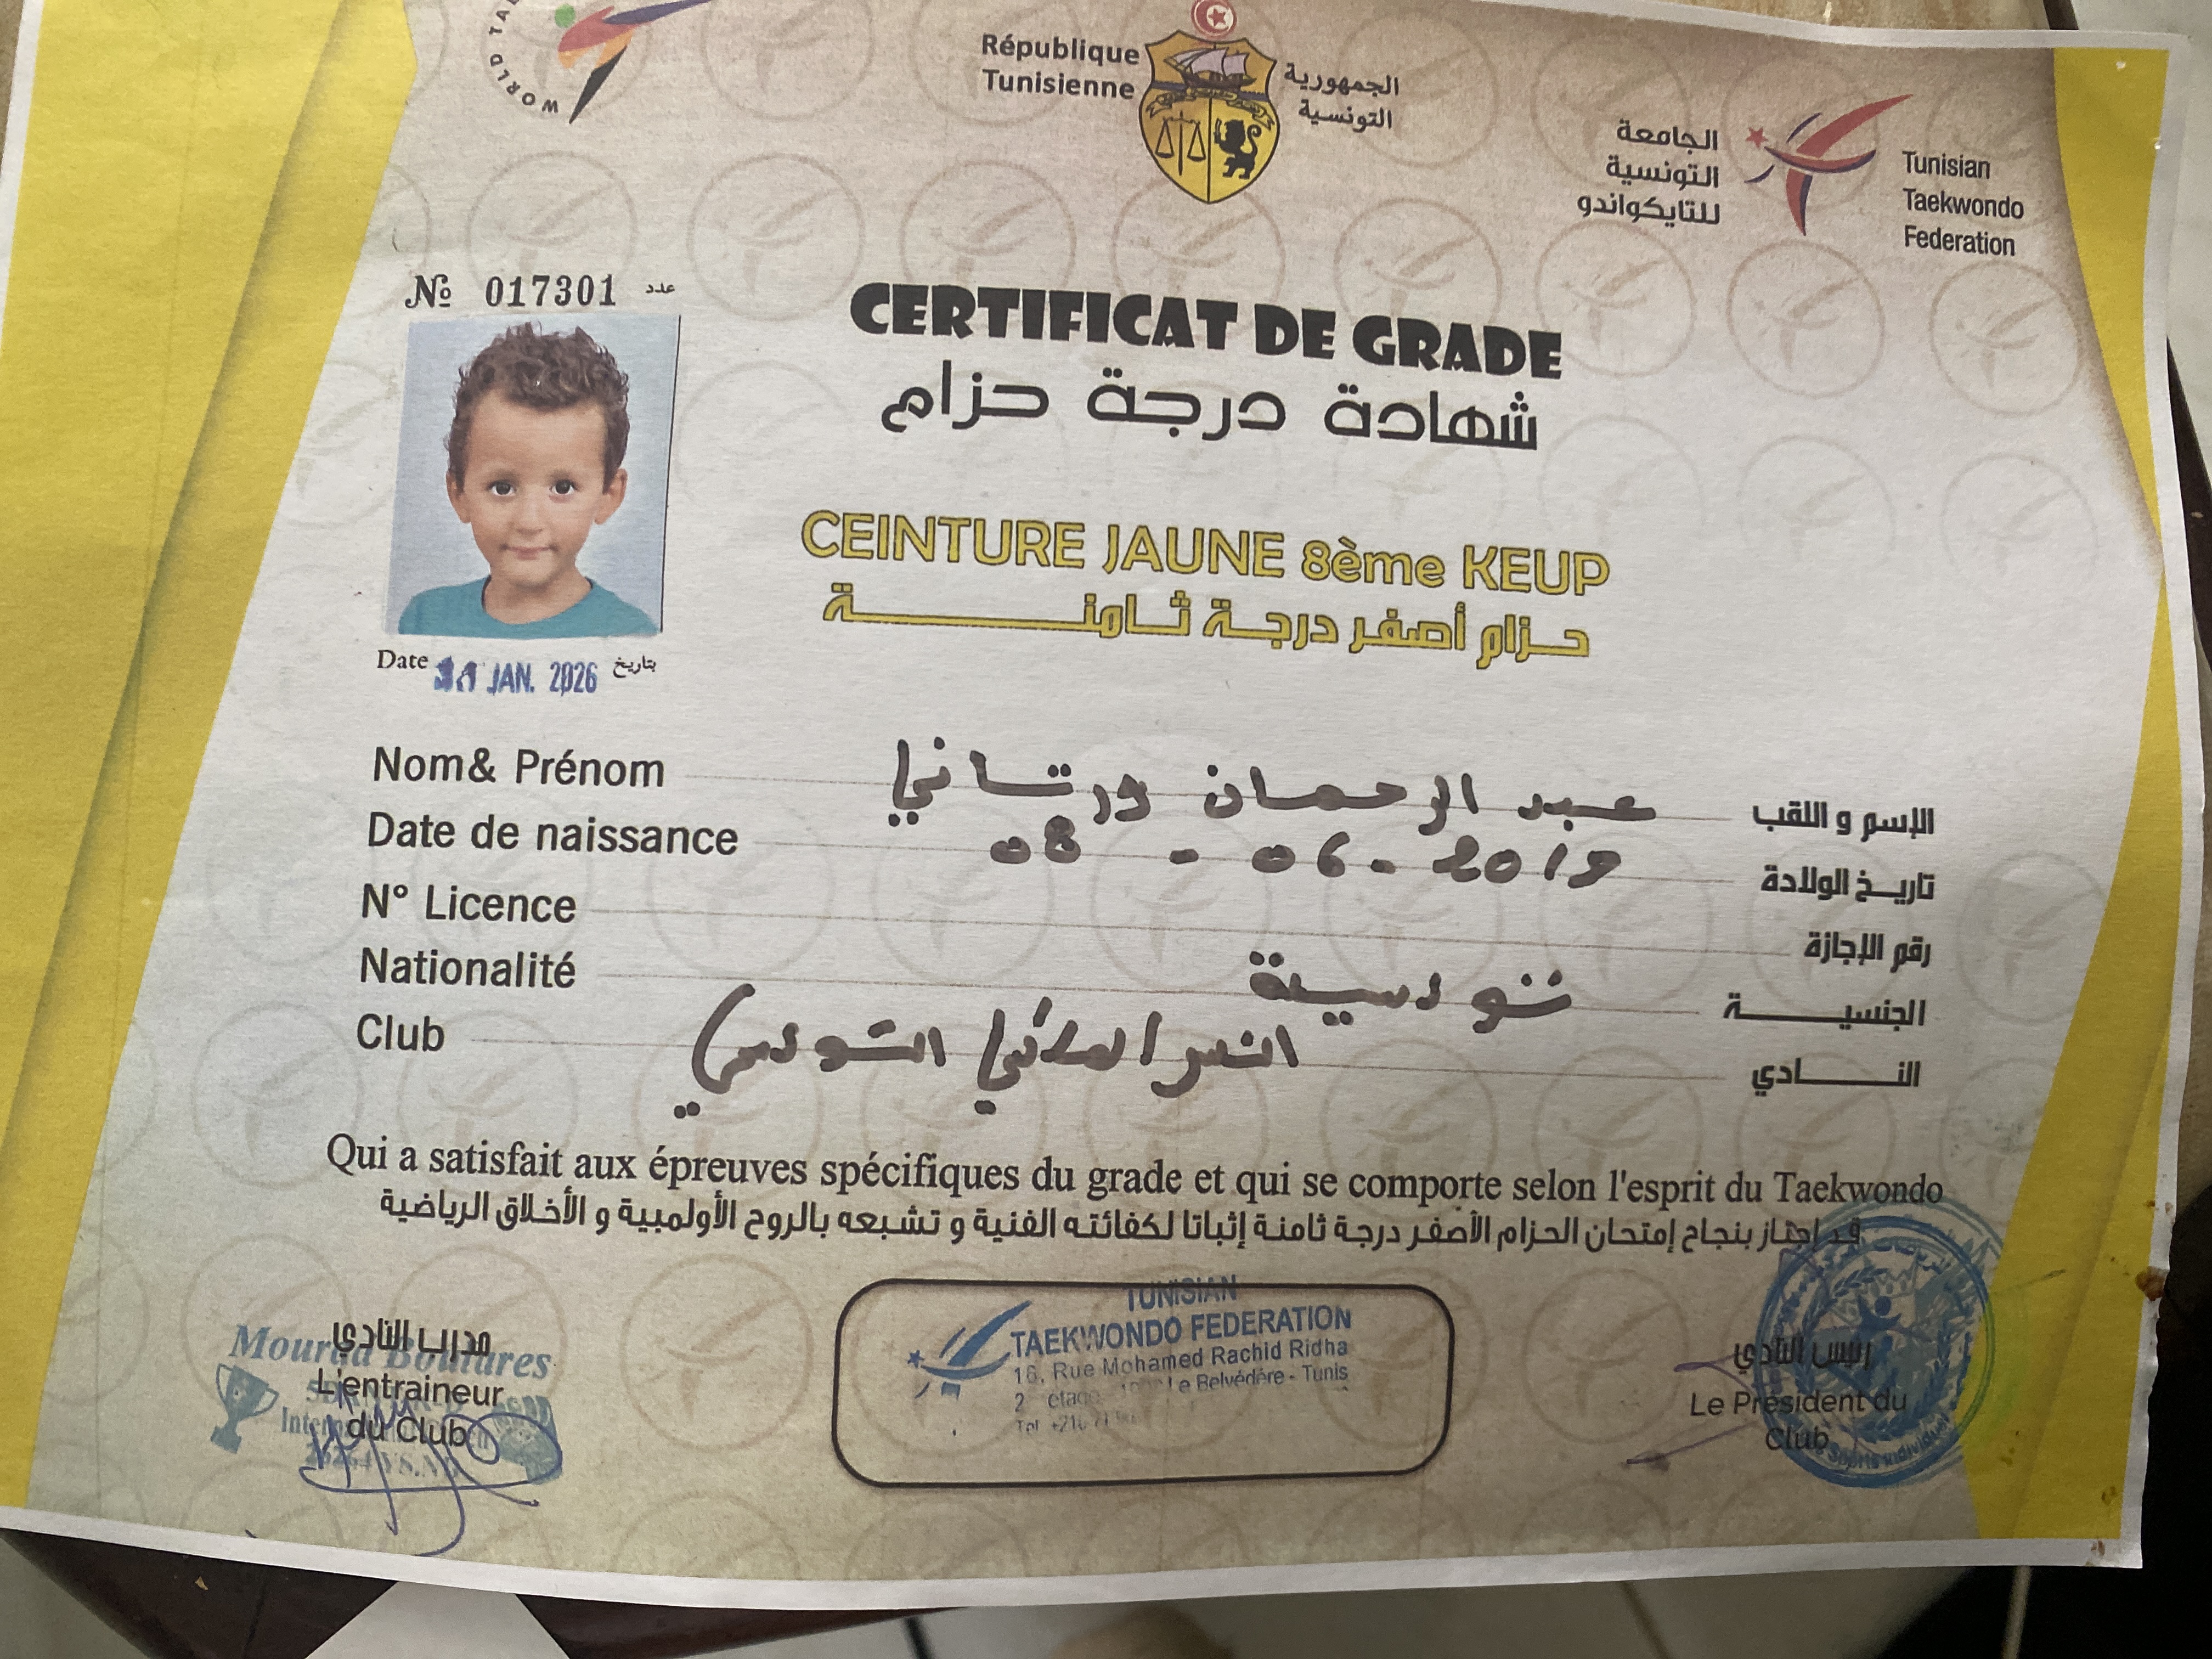 WORLD
République
Tunisienne
الجمهورية
التونسية
الجامعة
التونسية
للتايكواندو
Tunisian
Taekwondo
Federation
№ 017301 عدد
CERTIFICAT DE GRADE
شهادة درجة حزام
CEINTURE JAUNE 8ème KEUP
حزام أصفر درجة ثامنة
Date JAN. 2026 بتاريخ
Nom& Prénom عبد الرحمان ورتاني الإسم و اللقب
Date de naissance 08 - 06 - تاريخ الولادة
N° Licence رقم الإجازة
Nationalité تونسية الجنسية
Club التونسي النادي
Qui a satisfait aux épreuves spécifiques du grade et qui se comporte selon l'esprit du Taekwondo
قد اجتاز بنجاح إمتحان الحزام الأصفر درجة ثامنة إثباتا لكفائته الفنية و تشبعه بالروح الأولمبية و الأخلاق الرياضية
مدرب النادي
L'entraineur
du Club
TUNISIAN
TAEKWONDO FEDERATION
16, Rue Mohamed Rachid Ridha
Le Belvédère - Tunis
رئيس النادي
Le Président du
Club